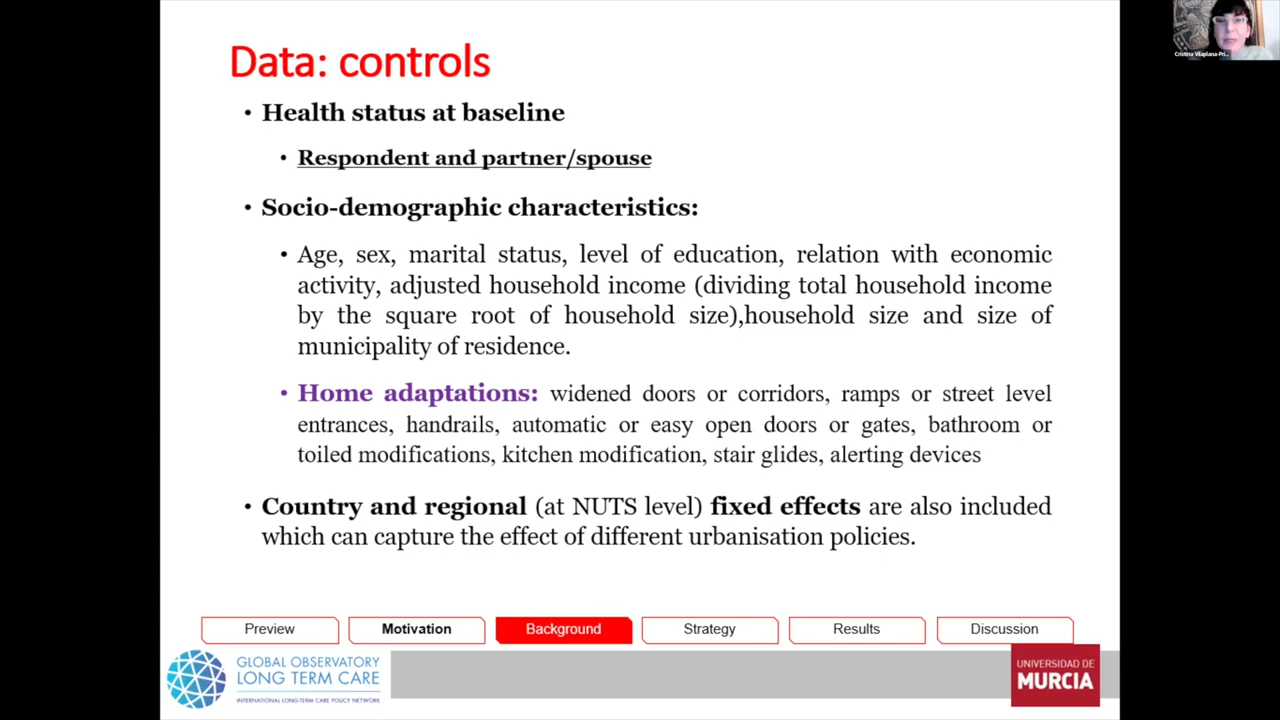 Data: controls
• Health status at baseline
• Respondent and partner/spouse
• Socio-demographic characteristics:
• Age, sex, marital status, level of education, relation with economic
activity, adjusted household income (dividing total household income
by the square root of household size),household size and size of
municipality of residence.
• Home adaptations: widened doors or corridors, ramps or street level
entrances, handrails, automatic or easy open doors or gates, bathroom or
toiled modifications, kitchen modification, stair glides, alerting devices
• Country and regional (at NUTS level) fixed effects are also included
which can capture the effect of different urbanisation policies.
Preview Motivation Background Strategy Results Discussion
GLOBAL OBSERVATORY
LONG TERM CARE
INTERNATIONAL LONG-TERM CARE POLICY NETWORK
UNIVERSIDAD DE
MURCIA
Cristina Vilaplana-Pri...